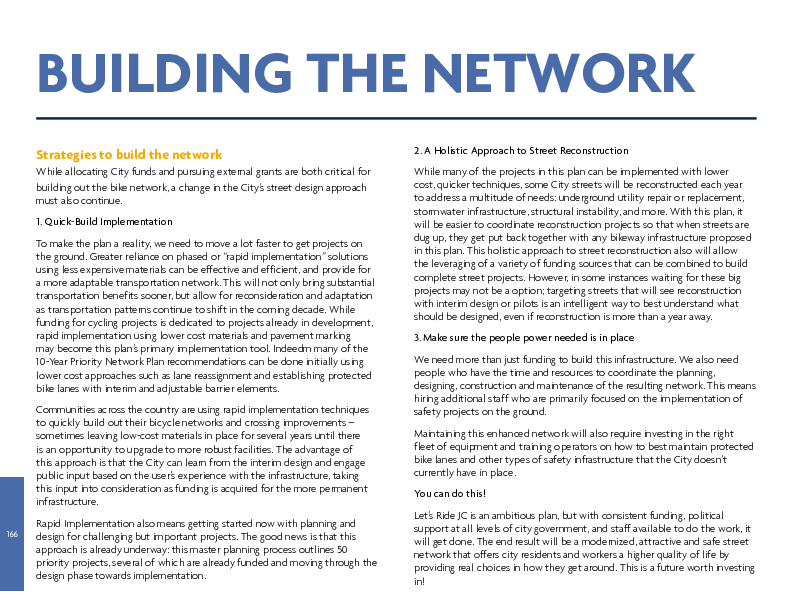 BUILDING THE NETWORK
Strategies to build the network
While allocating City funds and pursuing external grants are both critical for
building out the bike network, a change in the City's street design approach
must also continue.
1. Quick-Build Implementation
To make the plan a reality, we need to move a lot faster to get projects on
the ground. Greater reliance on phased or "rapid implementation" solutions
using less expensive materials can be effective and efficient, and provide for
a more adaptable transportation network. This will not only bring substantial
transportation benefits sooner, but allow for reconsideration and adaptation
as transportation patterns continue to shift in the coming decade. While
funding for cycling projects is dedicated to projects already in development,
rapid implementation using lower cost materials and pavement marking
may become this plan's primary implementation tool. Indeedm many of the
10-Year Priority Network Plan recommendations can be done initially using
lower cost approaches such as lane reassignment and establishing protected
bike lanes with interim and adjustable barrier elements.
Communities across the country are using rapid implementation techniques
to quickly build out their bicycle networks and crossing improvements –
sometimes leaving low-cost materials in place for several years until there
is an opportunity to upgrade to more robust facilities. The advantage of
this approach is that the City can learn from the interim design and engage
public input based on the user's experience with the infrastructure, taking
this input into consideration as funding is acquired for the more permanent
infrastructure.
Rapid Implementation also means getting started now with planning and
design for challenging but important projects. The good news is that this
approach is already underway: this master planning process outlines 50
priority projects, several of which are already funded and moving through the
design phase towards implementation.
2. A Holistic Approach to Street Reconstruction
While many of the projects in this plan can be implemented with lower
cost, quicker techniques, some City streets will be reconstructed each year
to address a multitude of needs: underground utility repair or replacement,
stormwater infrastructure, structural instability, and more. With this plan, it
will be easier to coordinate reconstruction projects so that when streets are
dug up, they get put back together with any bikeway infrastructure proposed
in this plan. This holistic approach to street reconstruction also will allow
the leveraging of a variety of funding sources that can be combined to build
complete street projects. However, in some instances waiting for these big
projects may not be a option; targeting streets that will see reconstruction
with interim design or pilots is an intelligent way to best understand what
should be designed, even if reconstruction is more than a year away.
3. Make sure the people power needed is in place
We need more than just funding to build this infrastructure. We also need
people who have the time and resources to coordinate the planning,
designing, construction and maintenance of the resulting network. This means
hiring additional staff who are primarily focused on the implementation of
safety projects on the ground.
Maintaining this enhanced network will also require investing in the right
fleet of equipment and training operators on how to best maintain protected
bike lanes and other types of safety infrastructure that the City doesn't
currently have in place.
You can do this!
Let's Ride JC is an ambitious plan, but with consistent funding, political
support at all levels of city government, and staff available to do the work, it
will get done. The end result will be a modernized, attractive and safe street
network that offers city residents and workers a higher quality of life by
providing real choices in how they get around. This is a future worth investing
in!
166